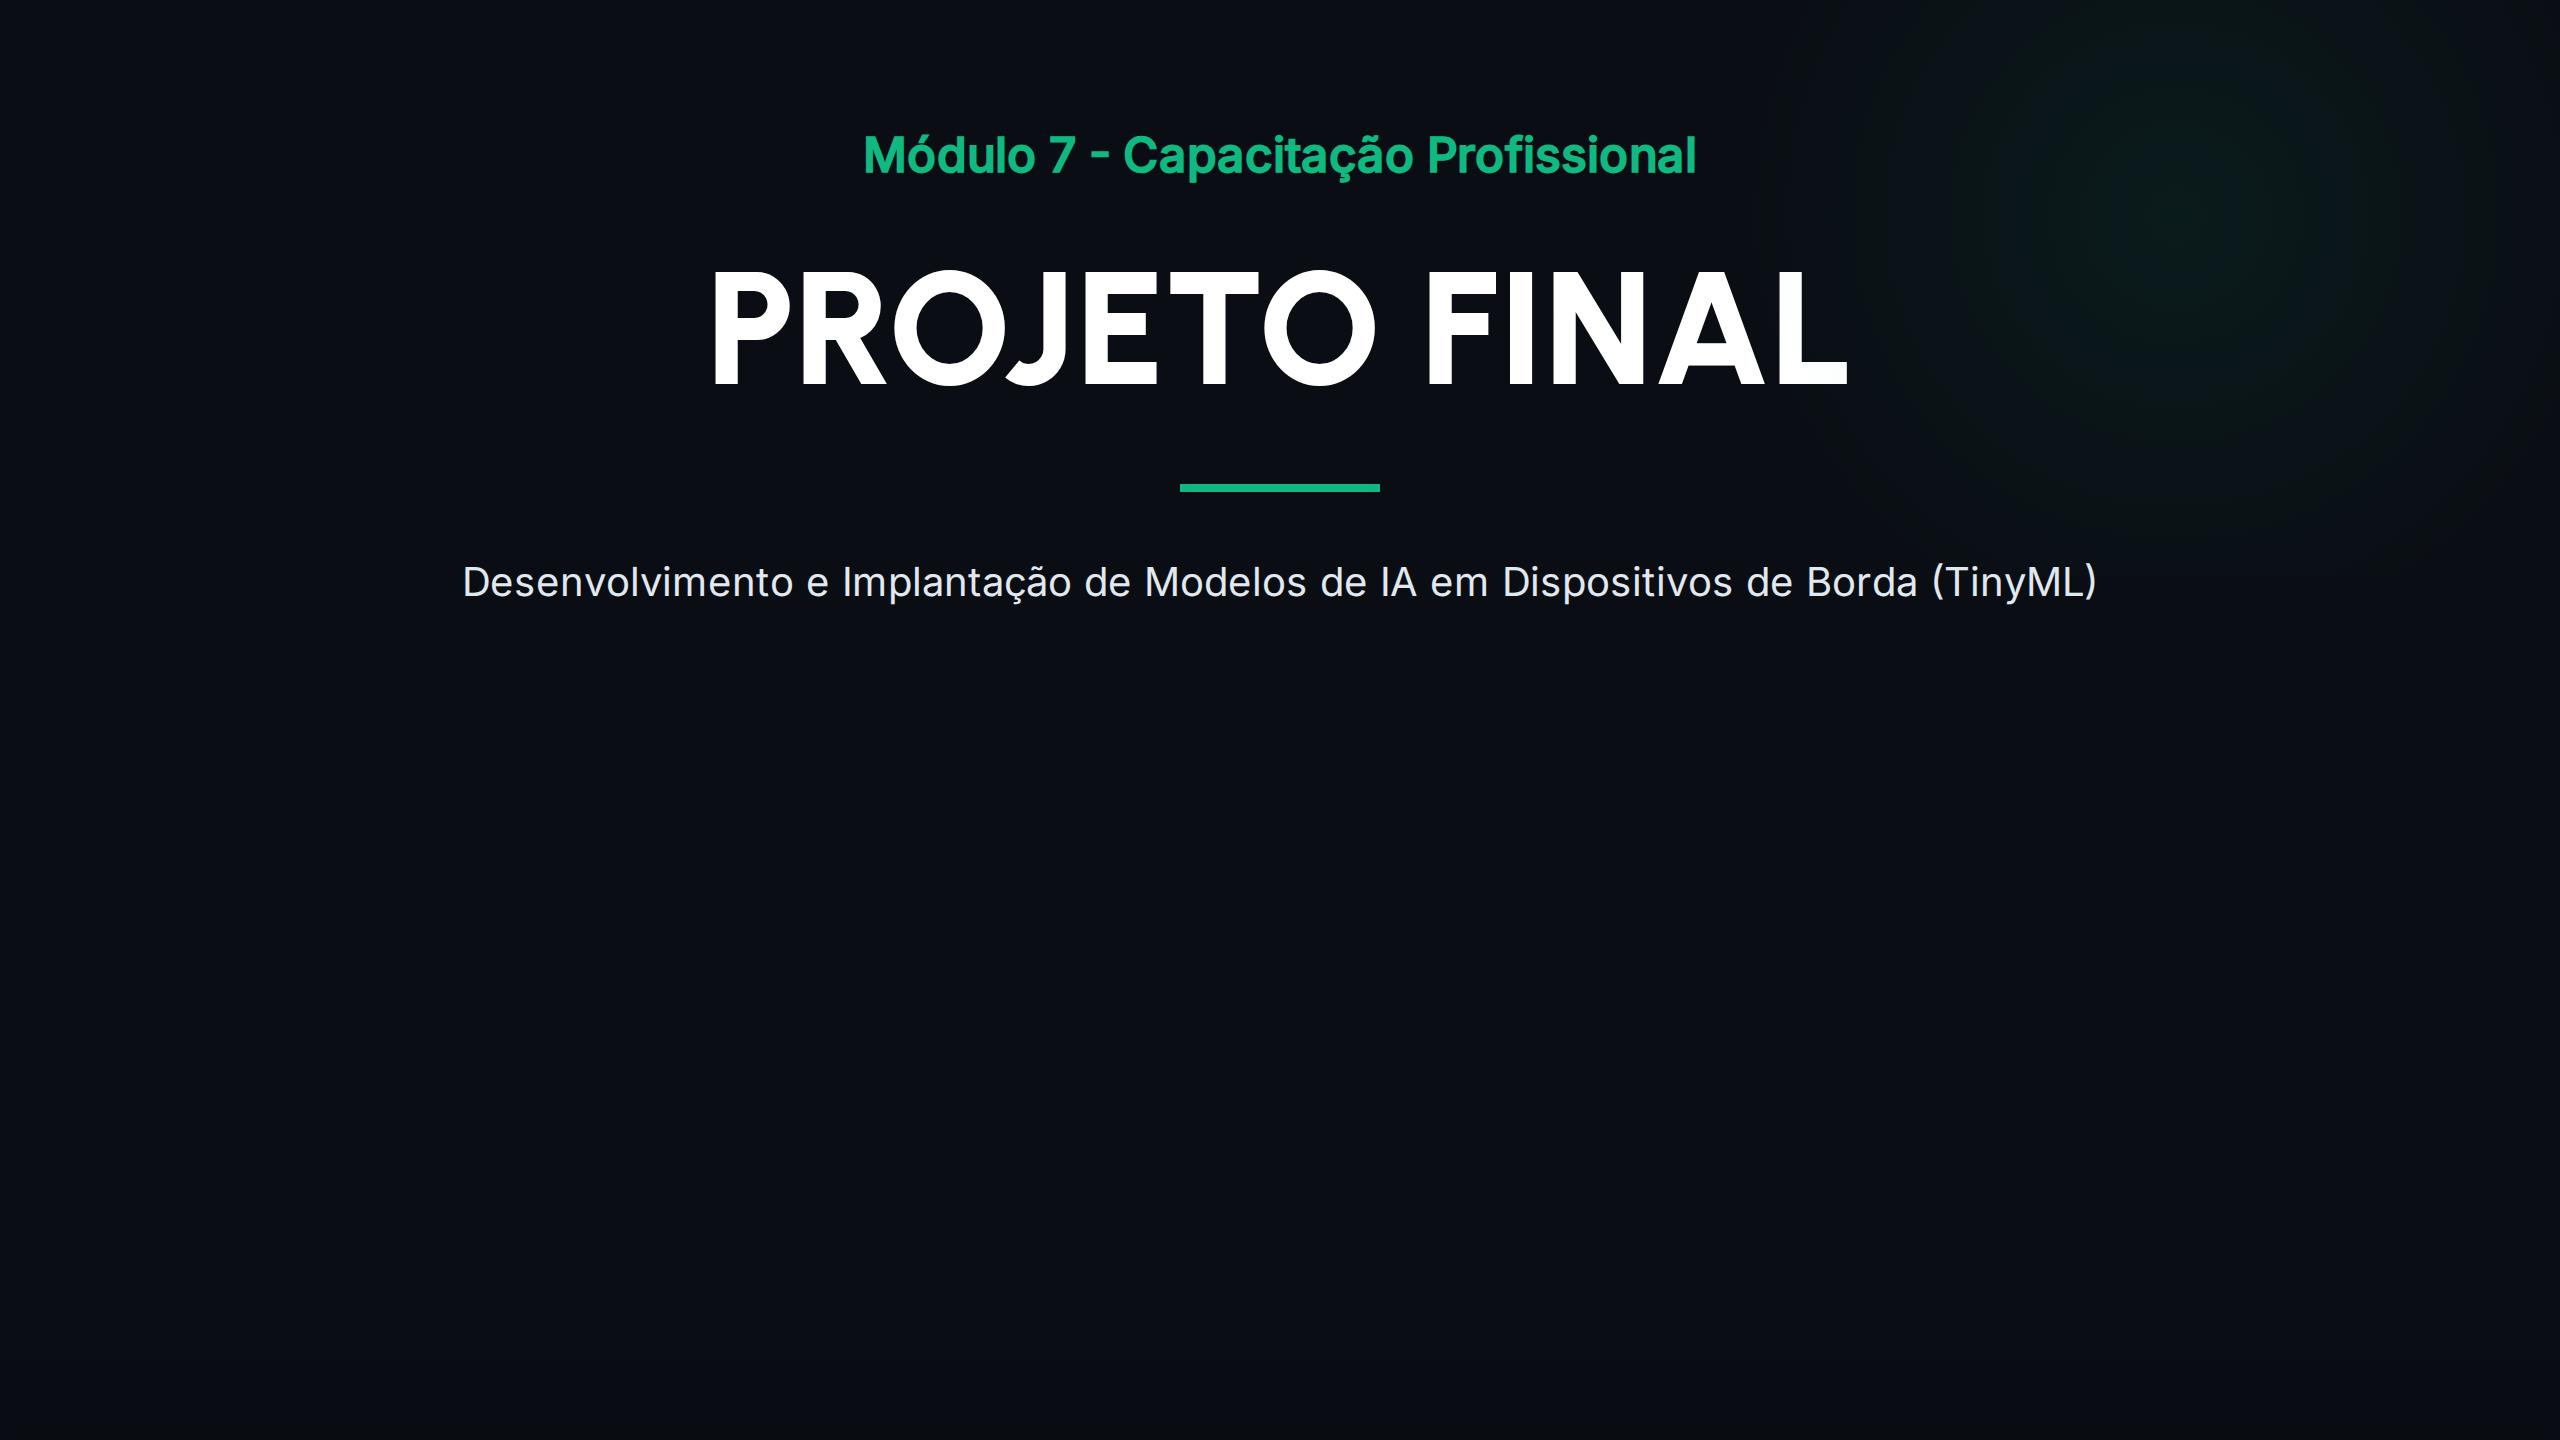 Módulo 7 - Capacitação Profissional
PROJETO FINAL
Desenvolvimento e Implantação de Modelos de IA em Dispositivos de Borda (TinyML)